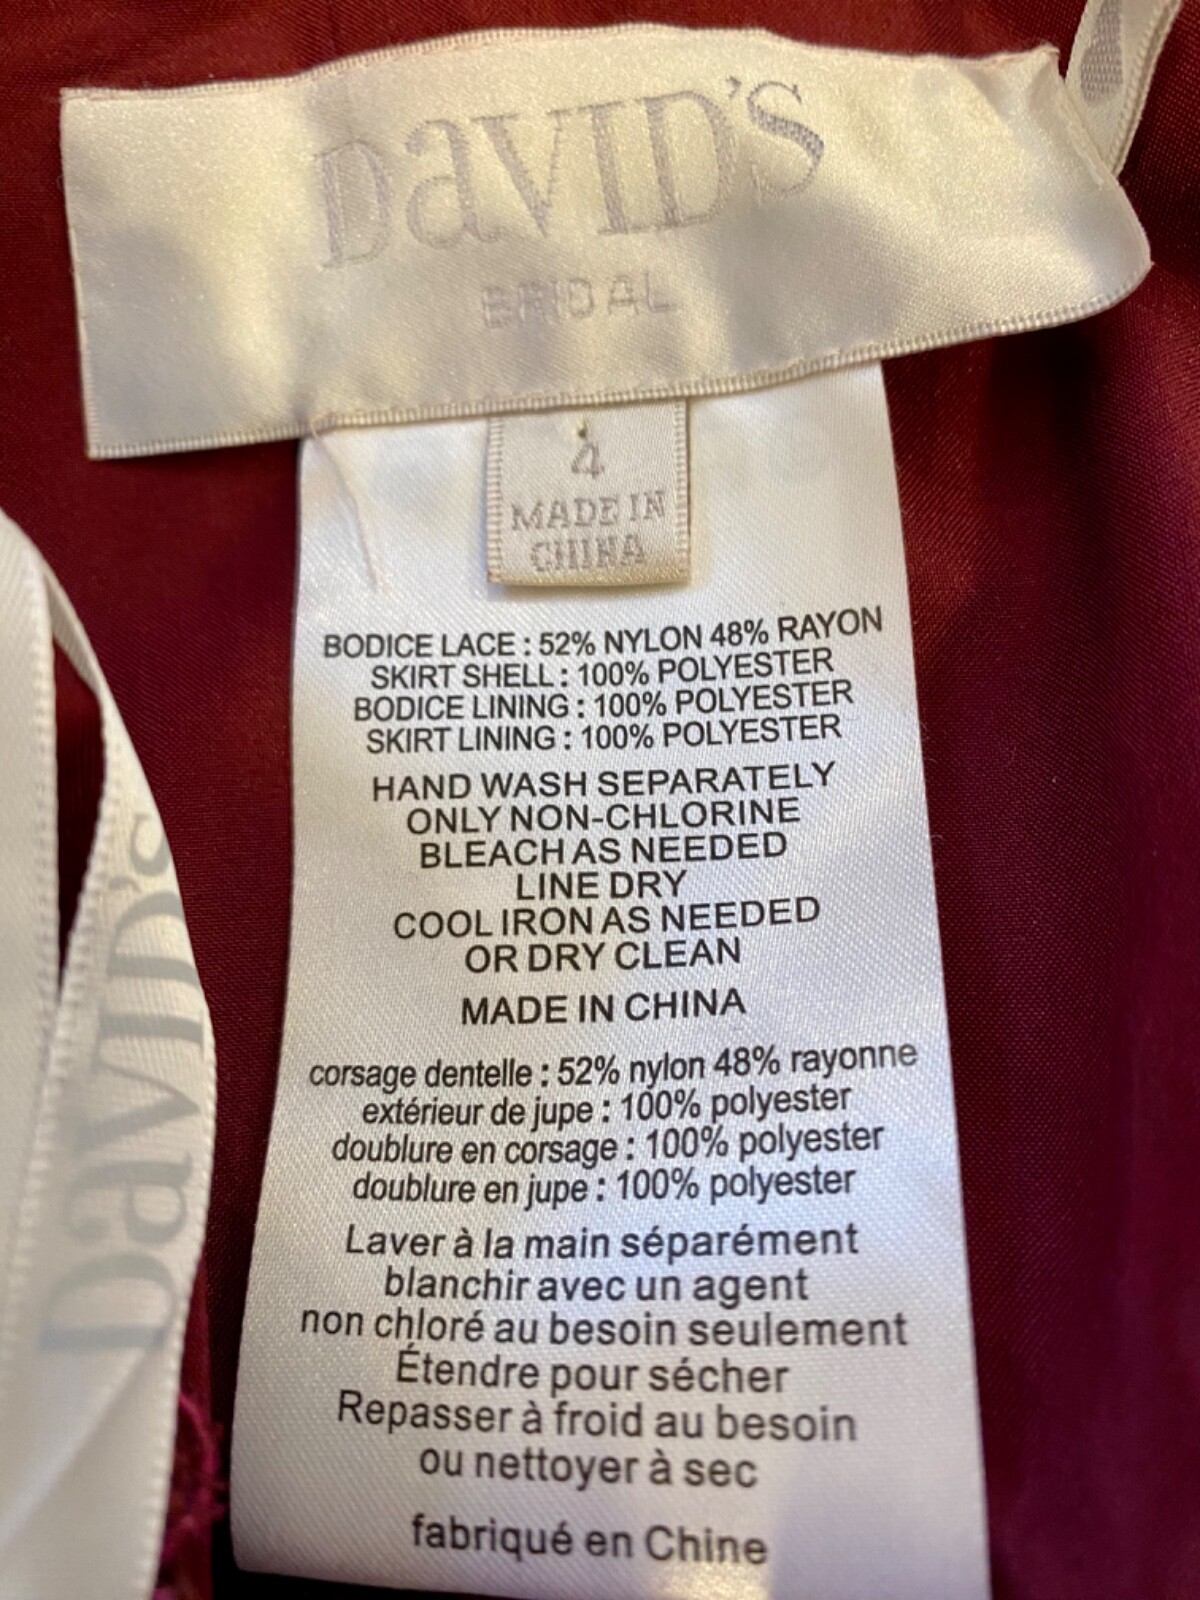 DAVID'S
BRIDAL
4
MADE IN
CHINA
BODICE LACE : 52% NYLON 48% RAYON
SKIRT SHELL : 100% POLYESTER
BODICE LINING : 100% POLYESTER
SKIRT LINING : 100% POLYESTER
HAND WASH SEPARATELY
ONLY NON-CHLORINE
BLEACH AS NEEDED
LINE DRY
COOL IRON AS NEEDED
OR DRY CLEAN
MADE IN CHINA
corsage dentelle : 52% nylon 48% rayonne
extérieur de jupe : 100% polyester
doublure en corsage : 100% polyester
doublure en jupe : 100% polyester
Laver à la main séparément
blanchir avec un agent
non chloré au besoin seulement
Étendre pour sécher
Repasser à froid au besoin
ou nettoyer à sec
fabriqué en Chine
DAVID'S